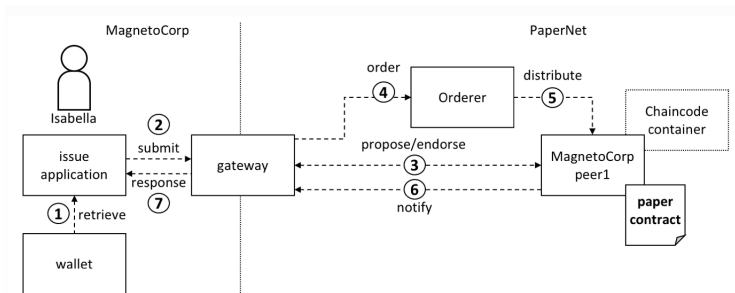 MagnetoCorp
PaperNet
Isabella
order
4
Orderer
distribute
5
Chaincode
container
2
submit
issue
application
gateway
propose/endorse
3
MagnetoCorp
peer1
response
7
6
notify
1
retrieve
paper
contract
wallet